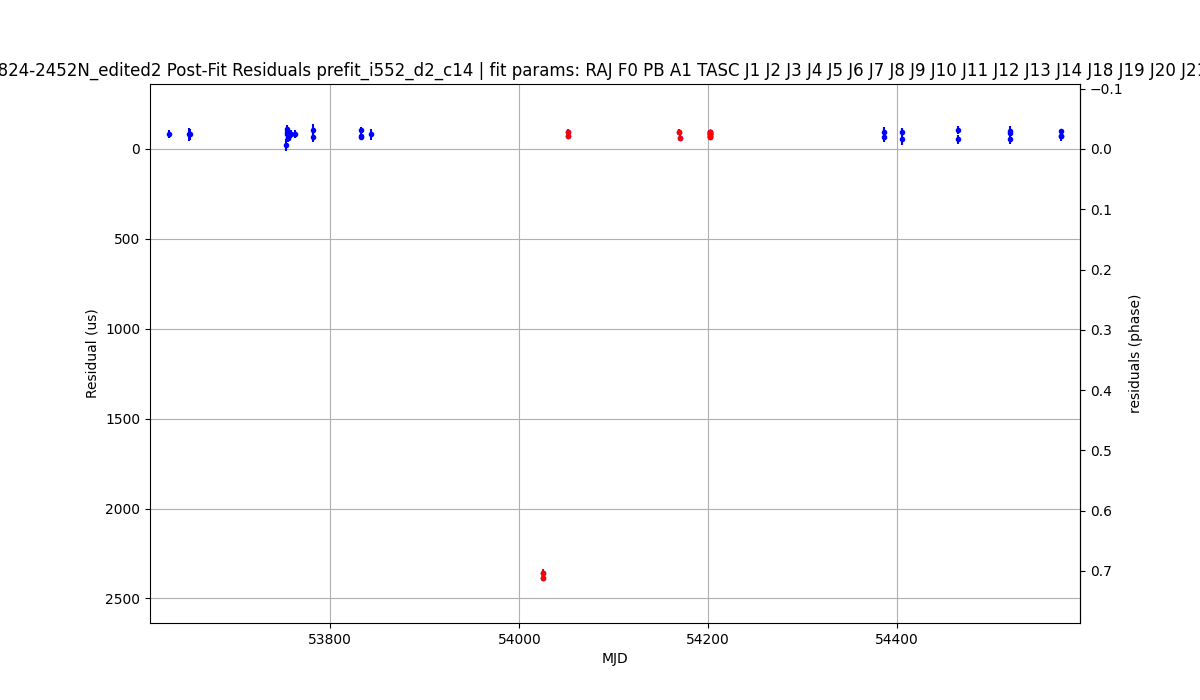 824-2452N_edited2 Post-Fit Residuals prefit_i552_d2_c14 | fit params: RAJ F0 PB A1 TASC J1 J2 J3 J4 J5 J6 J7 J8 J9 J10 J11 J12 J13 J14 J18 J19 J20 J21
−0.1
0 0.0
500 0.1
0.2
1000 0.3
Residual (us) residuals (phase)
0.4
1500 0.5
2000 0.6
0.7
2500
53800 54000 54200 54400
MJD